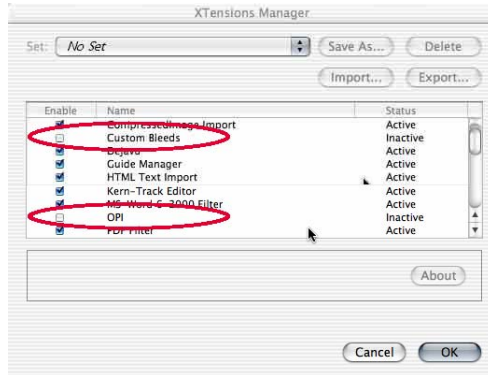 XTensions Manager
Set: No Set Save As... Delete
Import... Export...
Enable Name Status
CompressedImage Import Active
Custom Bleeds Inactive
Dejavu Active
Guide Manager Active
HTML Text Import Active
Kern-Track Editor Active
MS-Word 6-2000 Filter Active
OPI Inactive
PDF Filter Active
About
Cancel OK